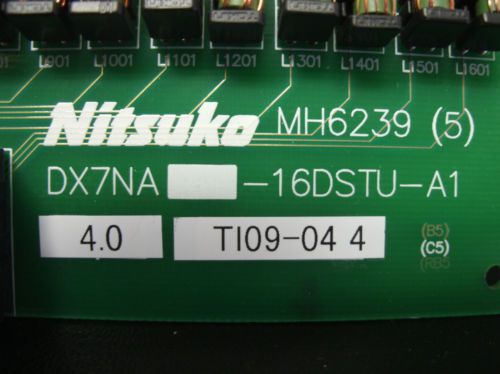 L901 L1001 L1101 L1201 L1301 L1401 L1501 L1601
Nitsuko MH6239 (5)
DX7NA -16DSTU-A1
4.0 TI09-04 4
(B5)
(C5)